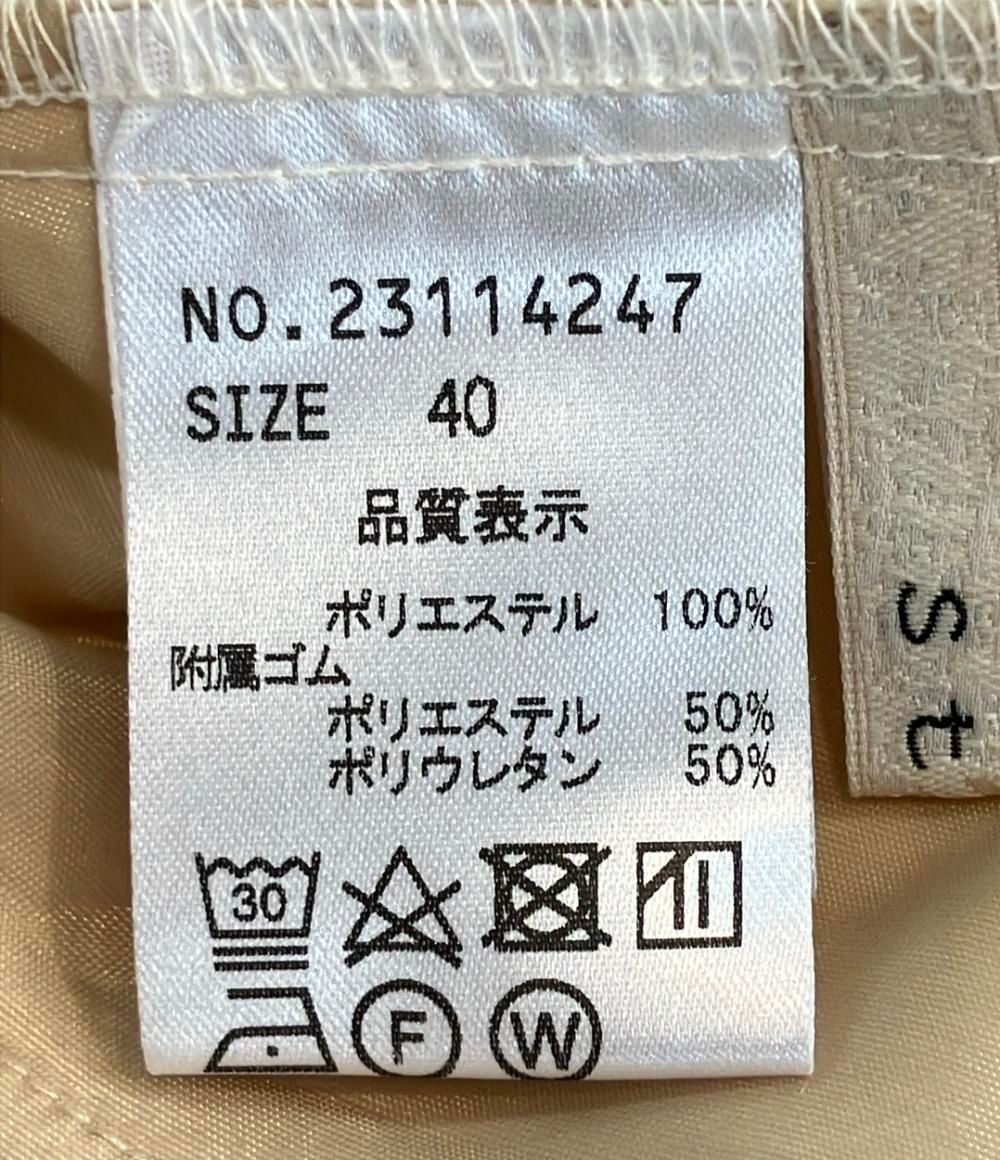 NO.23114247
SIZE 40
品質表示
ポリエステル 100%
附属ゴム
ポリエステル 50%
ポリウレタン 50%
30
F W
st